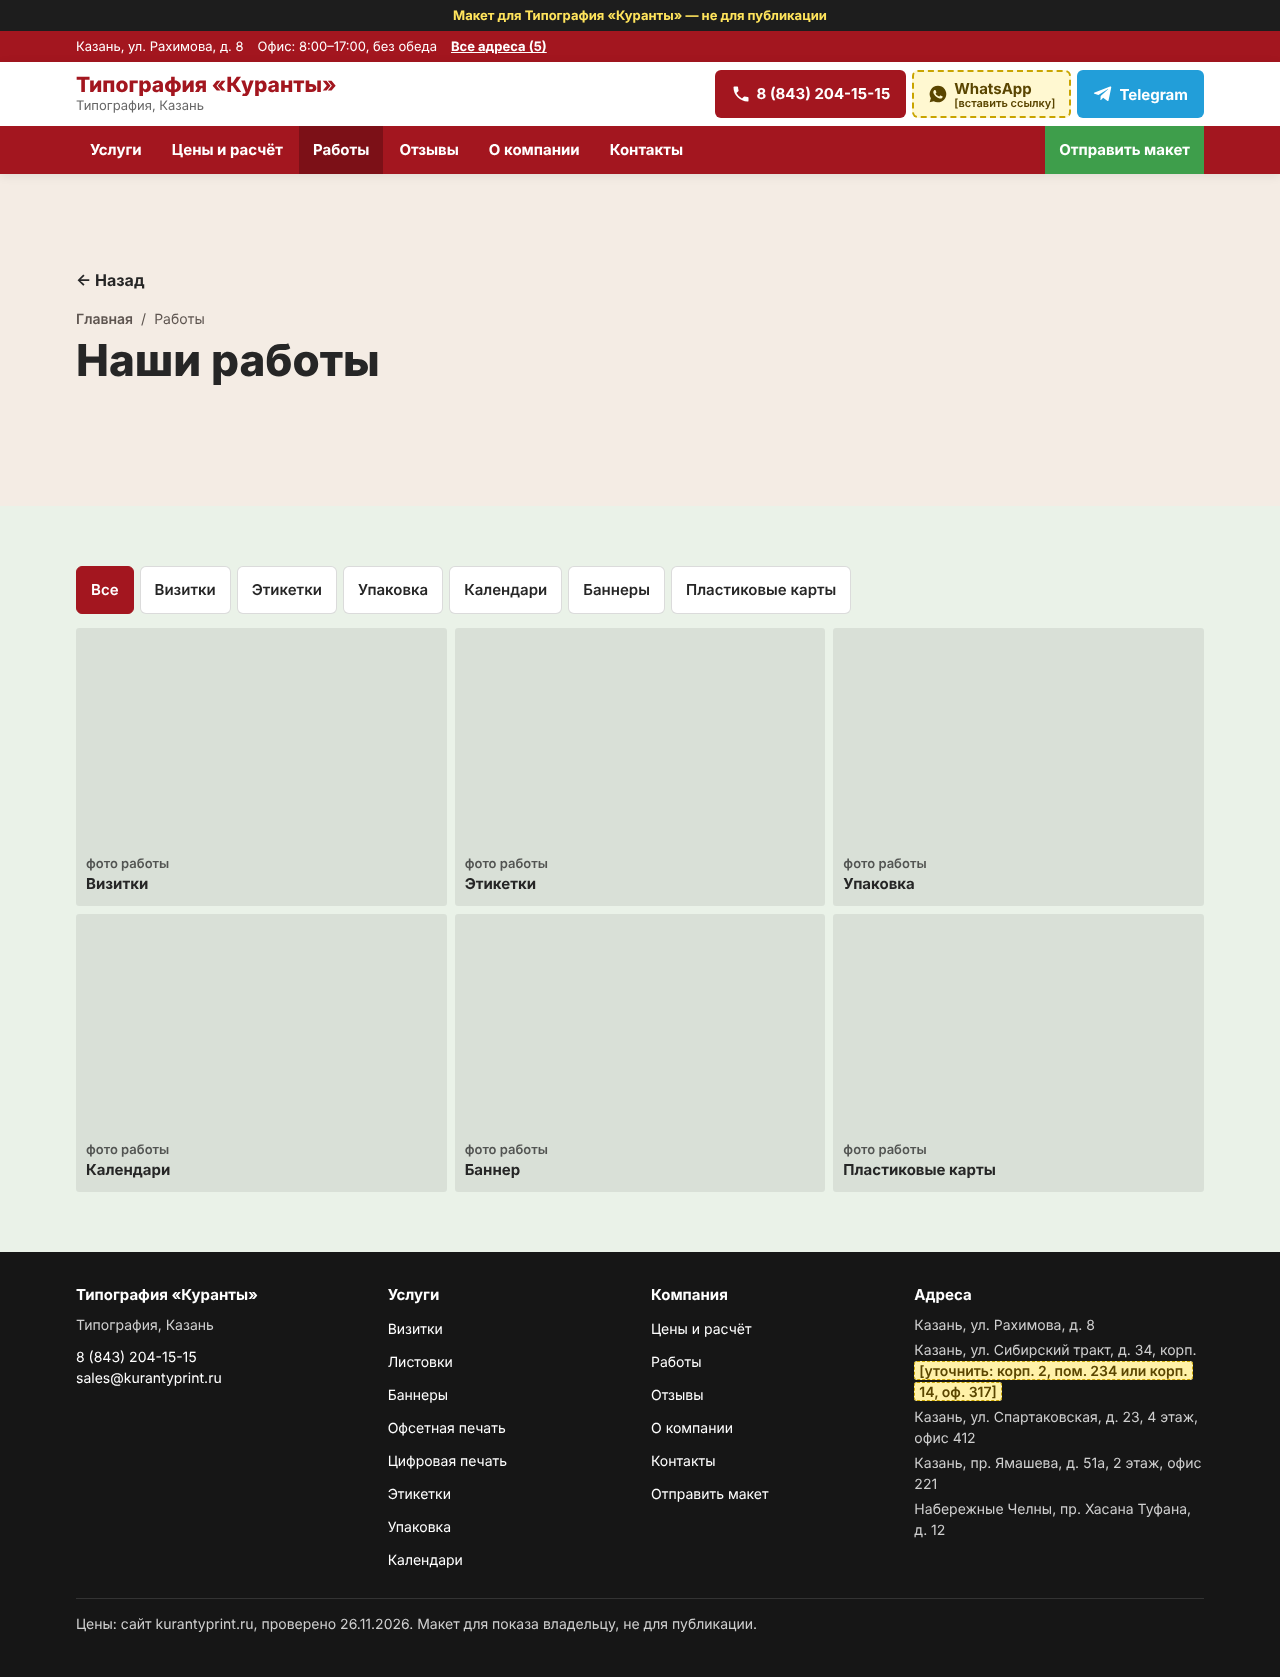 Макет для Типография «Куранты» — не для публикации
Казань, ул. Рахимова, д. 8 Офис: 8:00–17:00, без обеда Все адреса (5)
Типография «Куранты»
Типография, Казань
8 (843) 204-15-15
WhatsApp
[вставить ссылку]
Telegram
Услуги Цены и расчёт Работы Отзывы О компании Контакты Отправить макет
← Назад
Главная / Работы
Наши работы
Все Визитки Этикетки Упаковка Календари Баннеры Пластиковые карты
фото работы
Визитки
фото работы
Этикетки
фото работы
Упаковка
фото работы
Календари
фото работы
Баннер
фото работы
Пластиковые карты
Типография «Куранты»
Типография, Казань
8 (843) 204-15-15
sales@kurantyprint.ru
Услуги
Визитки
Листовки
Баннеры
Офсетная печать
Цифровая печать
Этикетки
Упаковка
Календари
Компания
Цены и расчёт
Работы
Отзывы
О компании
Контакты
Отправить макет
Адреса
Казань, ул. Рахимова, д. 8
Казань, ул. Сибирский тракт, д. 34, корп.
[уточнить: корп. 2, пом. 234 или корп.
14, оф. 317]
Казань, ул. Спартаковская, д. 23, 4 этаж,
офис 412
Казань, пр. Ямашева, д. 51а, 2 этаж, офис
221
Набережные Челны, пр. Хасана Туфана,
д. 12
Цены: сайт kurantyprint.ru, проверено 26.11.2026. Макет для показа владельцу, не для публикации.